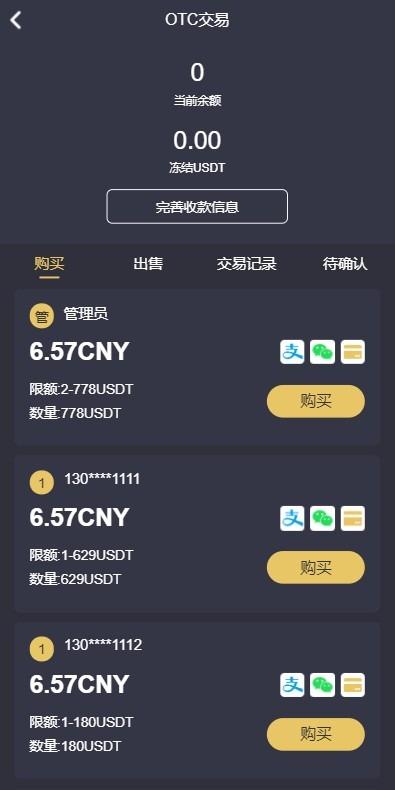 OTC交易
0
当前余额
0.00
冻结USDT
完善收款信息
购买 出售 交易记录 待确认
管 管理员
6.57CNY
支
限额:2-778USDT
数量:778USDT
购买
1 130****1111
6.57CNY
支
限额:1-629USDT
数量:629USDT
购买
1 130****1112
6.57CNY
支
限额:1-180USDT
数量:180USDT
购买